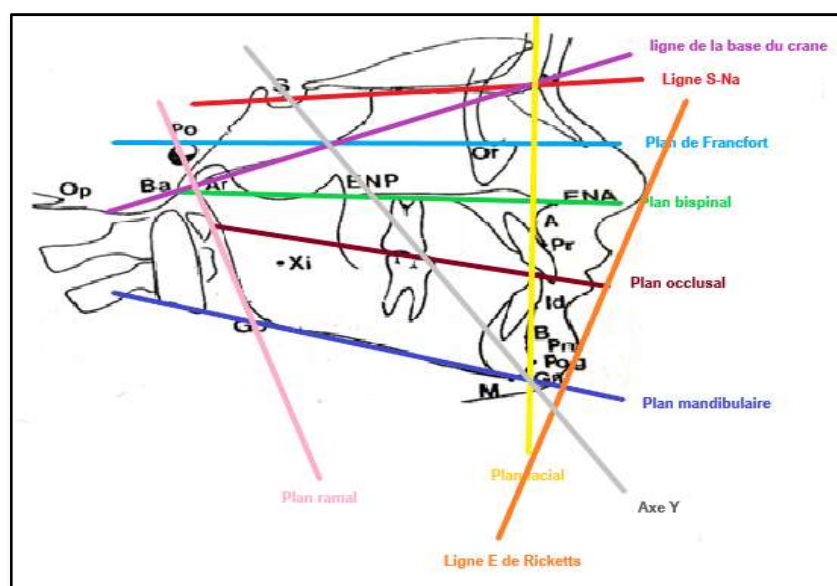 ligne de la base du crane
Ligne S-Na
S
Po
Plan de Francfort
Or
Op
Ba
Ar
ENP
ENA
Plan bispinal
A
Pr
Xi
Plan occlusal
Id
Go
B
Pm
Pog
Gn
M
Plan mandibulaire
Plan facial
Plan ramal
Axe Y
Ligne E de Ricketts